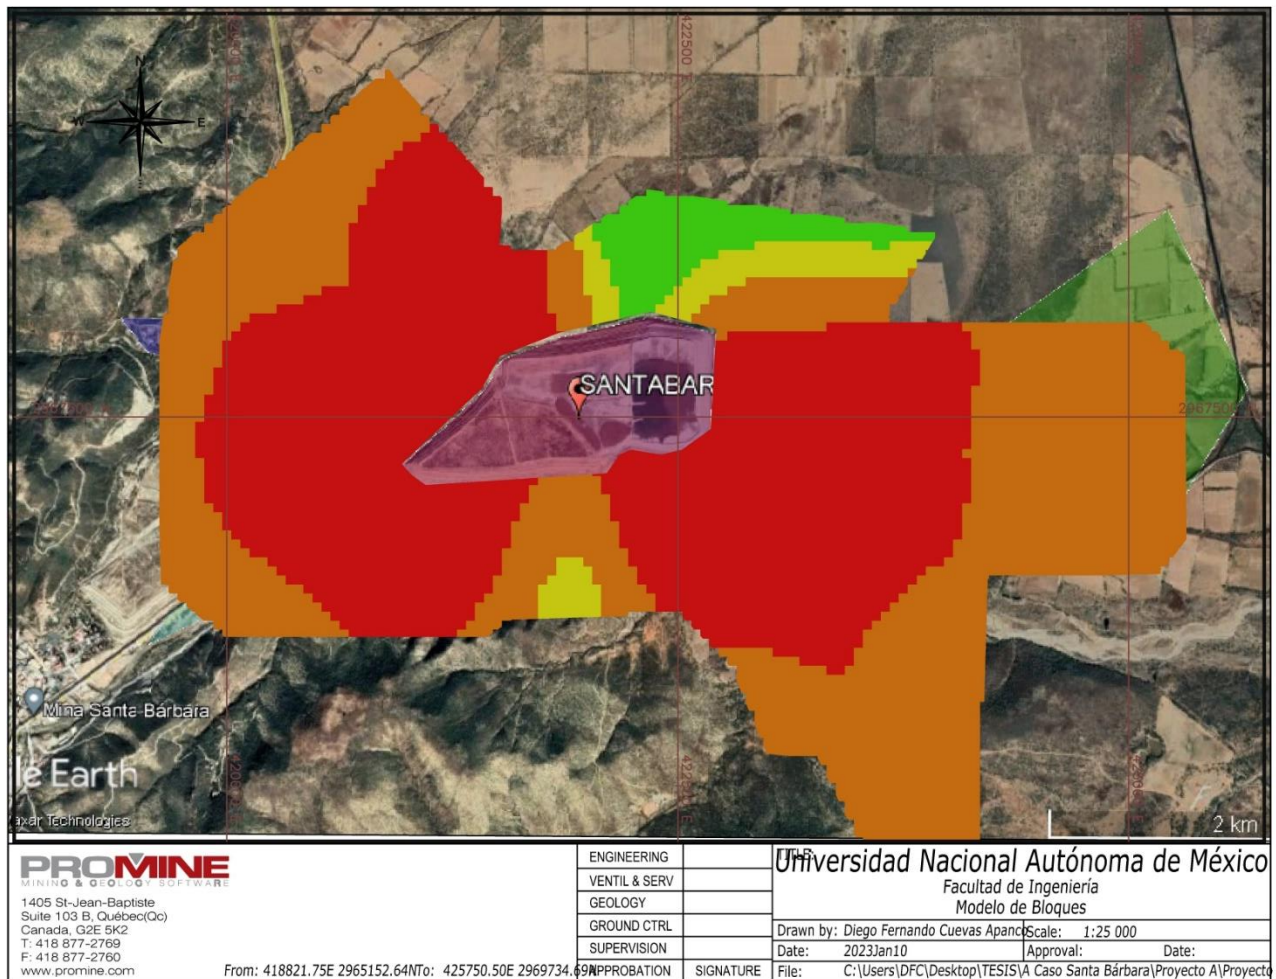 N
W E
422500 E
SANTABAR
2967500
Mina Santa Bárbara
le Earth
axar Technologies
2 km
PROMINE
MINING & GEOLOGY SOFTWARE
1405 St-Jean-Baptiste
Suite 103 B, Québec(Qc)
Canada, G2E 5K2
T: 418 877-2769
F: 418 877-2760
www.promine.com
From: 418821.75E 2965152.64N To: 425750.50E 2969734.69N
ENGINEERING
VENTIL & SERV
GEOLOGY
GROUND CTRL
SUPERVISION
APPROBATION SIGNATURE
TITLE:
Universidad Nacional Autónoma de México
Facultad de Ingeniería
Modelo de Bloques
Drawn by: Diego Fernando Cuevas Apanco Scale: 1:25 000
Date: 2023Jan10 Approval: Date:
File: C:\Users\DFC\Desktop\TESIS\A Caso Santa Bárbara\Proyecto A\Proyect